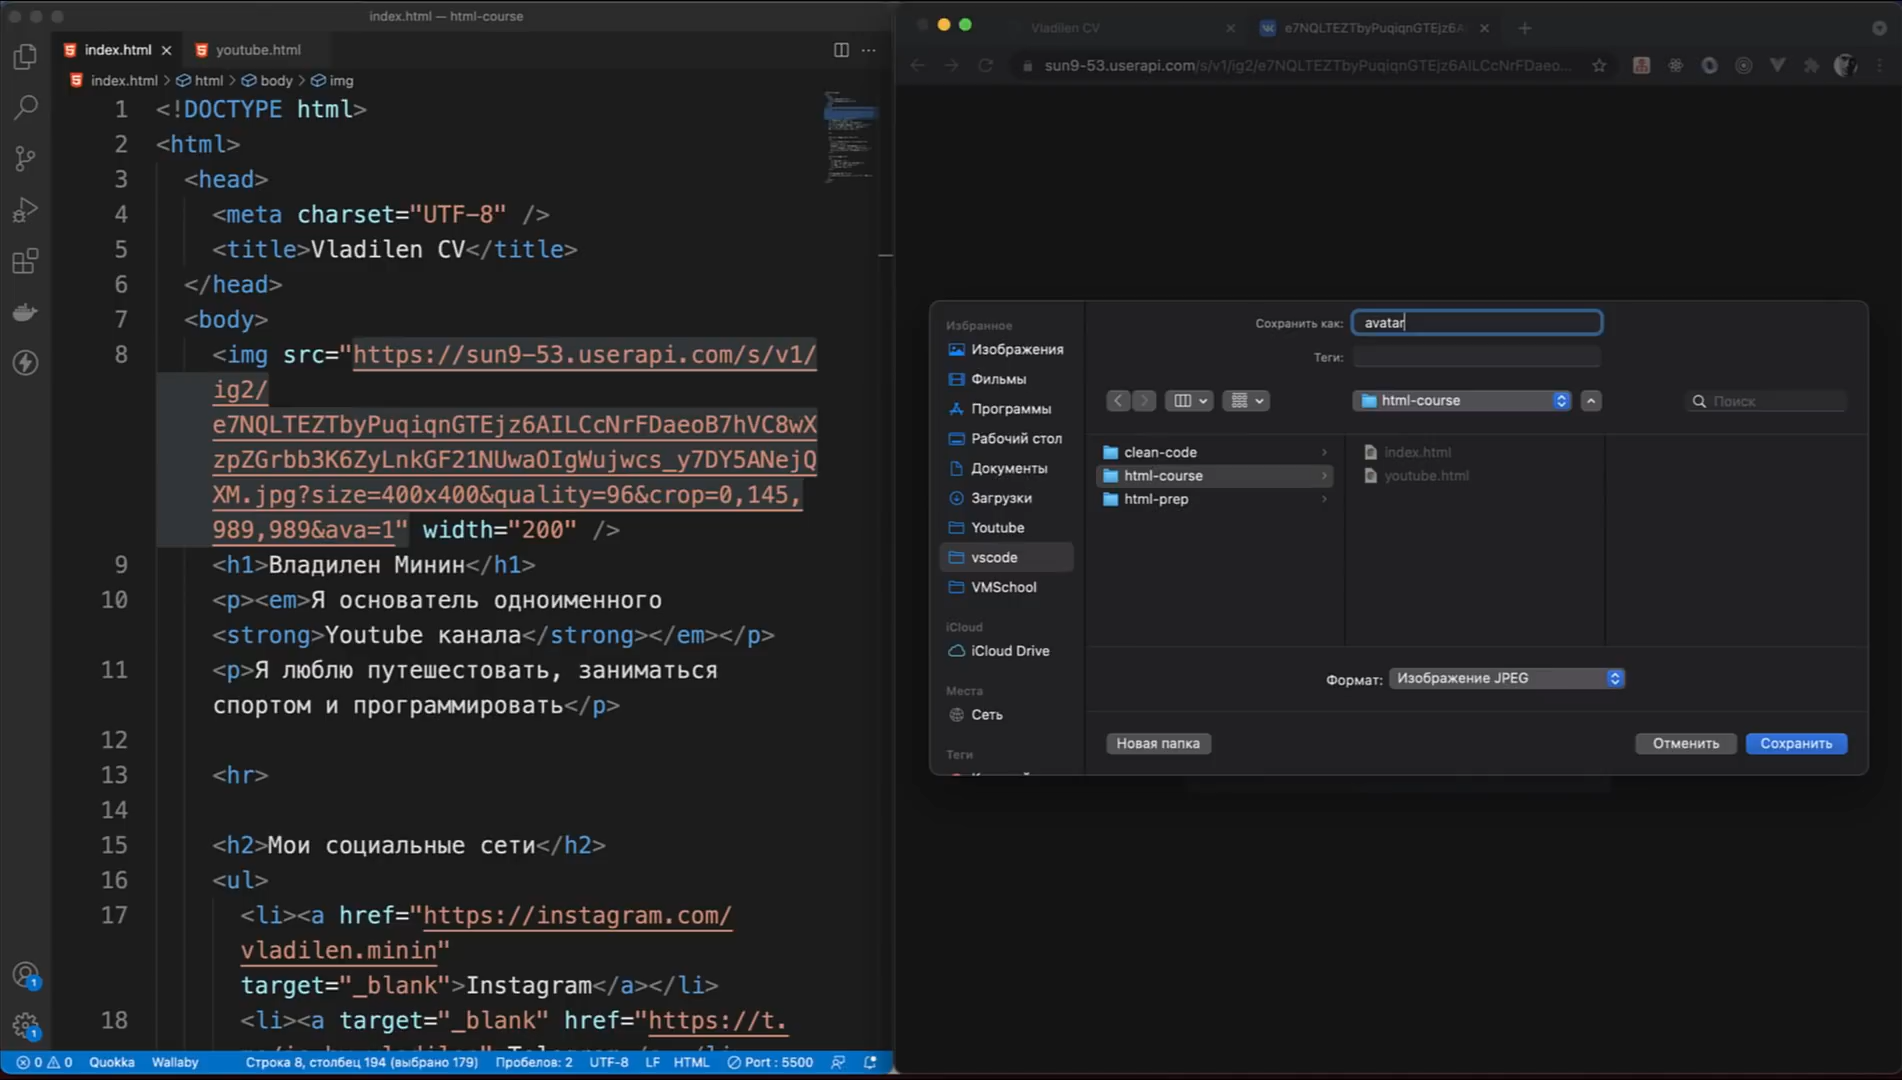 index.html — html-course
index.html
youtube.html
index.html > html > body > img
1 <!DOCTYPE html>
2 <html>
3 <head>
4 <meta charset="UTF-8" />
5 <title>Vladilen CV</title>
6 </head>
7 <body>
8 <img src="https://sun9-53.userapi.com/s/v1/
ig2/
e7NQLTEZTbyPuqiqnGTEjz6AILCcNrFDaeoB7hVC8wX
zpZGrbb3K6ZyLnkGF21NUwaOIgWujwcs_y7DY5ANejQ
XM.jpg?size=400x400&quality=96&crop=0,145,
989,989&ava=1" width="200" />
9 <h1>Владилен Минин</h1>
10 <p><em>Я основатель одноименного
<strong>Youtube канала</strong></em></p>
11 <p>Я люблю путешестовать, заниматься
спортом и программировать</p>
12
13 <hr>
14
15 <h2>Мои социальные сети</h2>
16 <ul>
17 <li><a href="https://instagram.com/
vladilen.minin"
target="_blank">Instagram</a></li>
18 <li><a target="_blank" href="https://t.
1
1
0 0
Quokka
Wallaby
Строка 8, столбец 194 (выбрано 179)
Пробелов: 2
UTF-8
LF
HTML
Port : 5500
Vladilen CV
e7NQLTEZTbyPuqiqnGTEjz6A
sun9-53.userapi.com/s/v1/ig2/e7NQLTEZTbyPuqiqnGTEjz6AILCcNrFDaeo...
Сохранить как: avatar
Теги:
html-course
Поиск
Избранное
Изображения
Фильмы
Программы
Рабочий стол
Документы
Загрузки
Youtube
vscode
VMSchool
iCloud
iCloud Drive
Места
Сеть
Теги
clean-code
html-course
html-prep
index.html
youtube.html
Формат: Изображение JPEG
Новая папка
Отменить
Сохранить